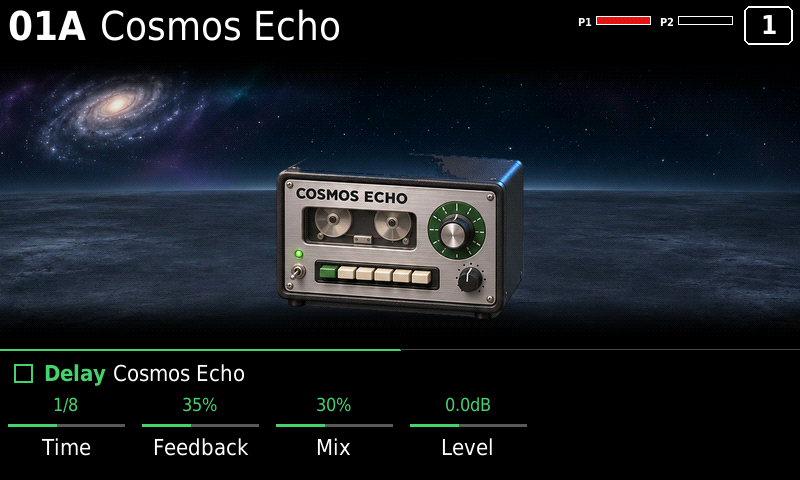 01A Cosmos Echo
P1 P2 1
COSMOS ECHO
Delay Cosmos Echo
1/8 35% 30% 0.0dB
Time Feedback Mix Level